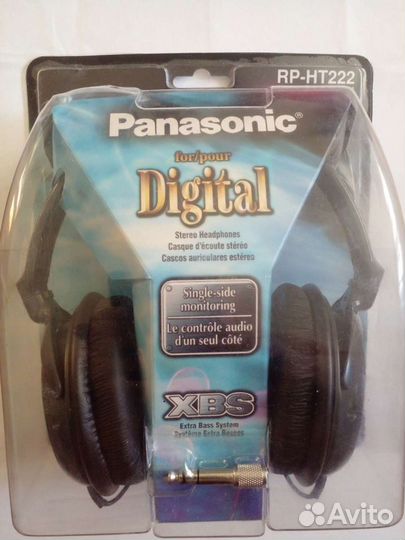 RP-HT222
Panasonic®
for/pour
Digital
Stereo Headphones
Casque d'écoute stéréo
Cascos auriculares estéreo
Single-side
monitoring
Le contrôle audio
d'un seul côté
XBS
Extra Bass System
Système Extra Basses
Avito